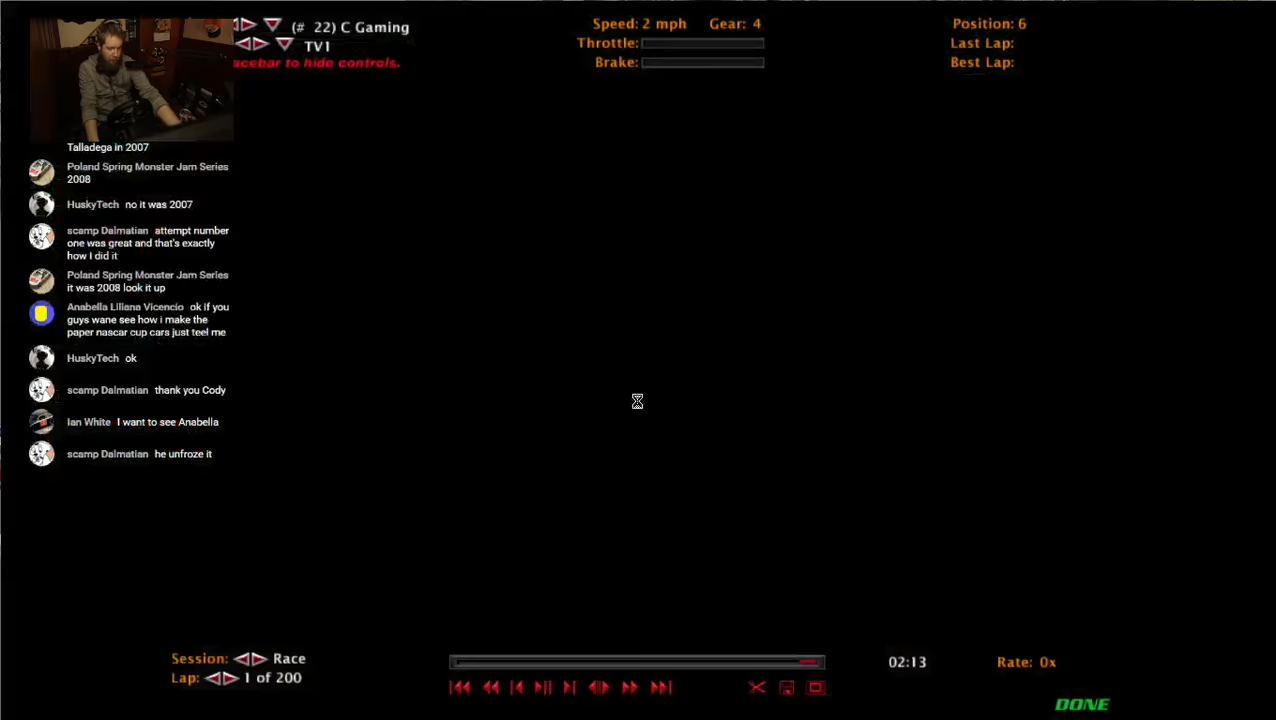 (# 22) C Gaming
TV1
acebar to hide controls.
Speed: 2 mph Gear: 4
Throttle:
Brake:
Position: 6
Last Lap:
Best Lap:
Talladega in 2007
Poland Spring Monster Jam Series
2008
HuskyTech no it was 2007
scamp Dalmatian attempt number
one was great and that's exactly
how I did it
Poland Spring Monster Jam Series
it was 2008 look it up
Anabella Liliana Vicencio ok if you
guys wane see how i make the
paper nascar cup cars just teel me
HuskyTech ok
scamp Dalmatian thank you Cody
Ian White I want to see Anabella
scamp Dalmatian he unfroze it
Session: Race
Lap: 1 of 200
02:13
Rate: 0x
DONE